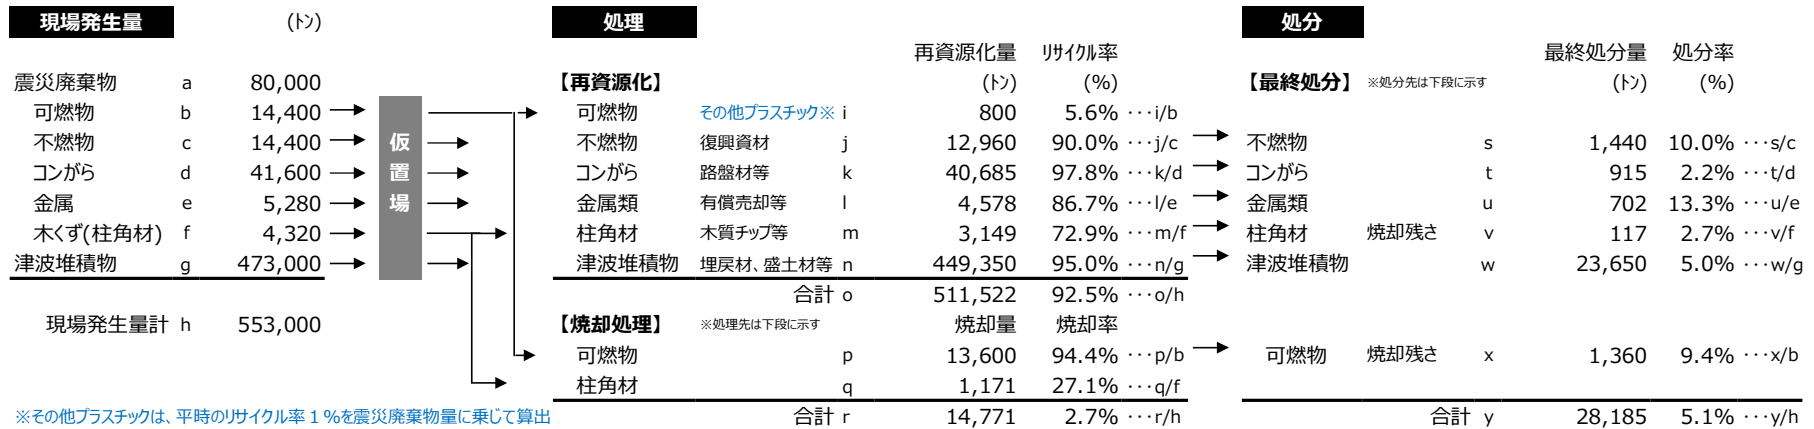 現場発生量 (トン) 処理 処分
再資源化量 リサイクル率 最終処分量 処分率
震災廃棄物 a 80,000 【再資源化】 (トン) (%) 【最終処分】 ※処分先は下段に示す (トン) (%)
可燃物 b 14,400 可燃物 その他プラスチック※ i 800 5.6% ･･･i/b
不燃物 c 14,400 仮 不燃物 復興資材 j 12,960 90.0% ･･･j/c 不燃物 s 1,440 10.0% ･･･s/c
コンがら d 41,600 置 コンがら 路盤材等 k 40,685 97.8% ･･･k/d コンがら t 915 2.2% ･･･t/d
金属 e 5,280 場 金属類 有償売却等 l 4,578 86.7% ･･･l/e 金属類 u 702 13.3% ･･･u/e
木くず(柱角材) f 4,320 柱角材 木質チップ等 m 3,149 72.9% ･･･m/f 柱角材 焼却残さ v 117 2.7% ･･･v/f
津波堆積物 g 473,000 津波堆積物 埋戻材、盛土材等 n 449,350 95.0% ･･･n/g 津波堆積物 w 23,650 5.0% ･･･w/g
合計 o 511,522 92.5% ･･･o/h
現場発生量計 h 553,000 【焼却処理】 ※処理先は下段に示す 焼却量 焼却率
可燃物 p 13,600 94.4% ･･･p/b 可燃物 焼却残さ x 1,360 9.4% ･･･x/b
柱角材 q 1,171 27.1% ･･･q/f
※その他プラスチックは、平時のリサイクル率１％を震災廃棄物量に乗じて算出 合計 r 14,771 2.7% ･･･r/h 合計 y 28,185 5.1% ･･･y/h